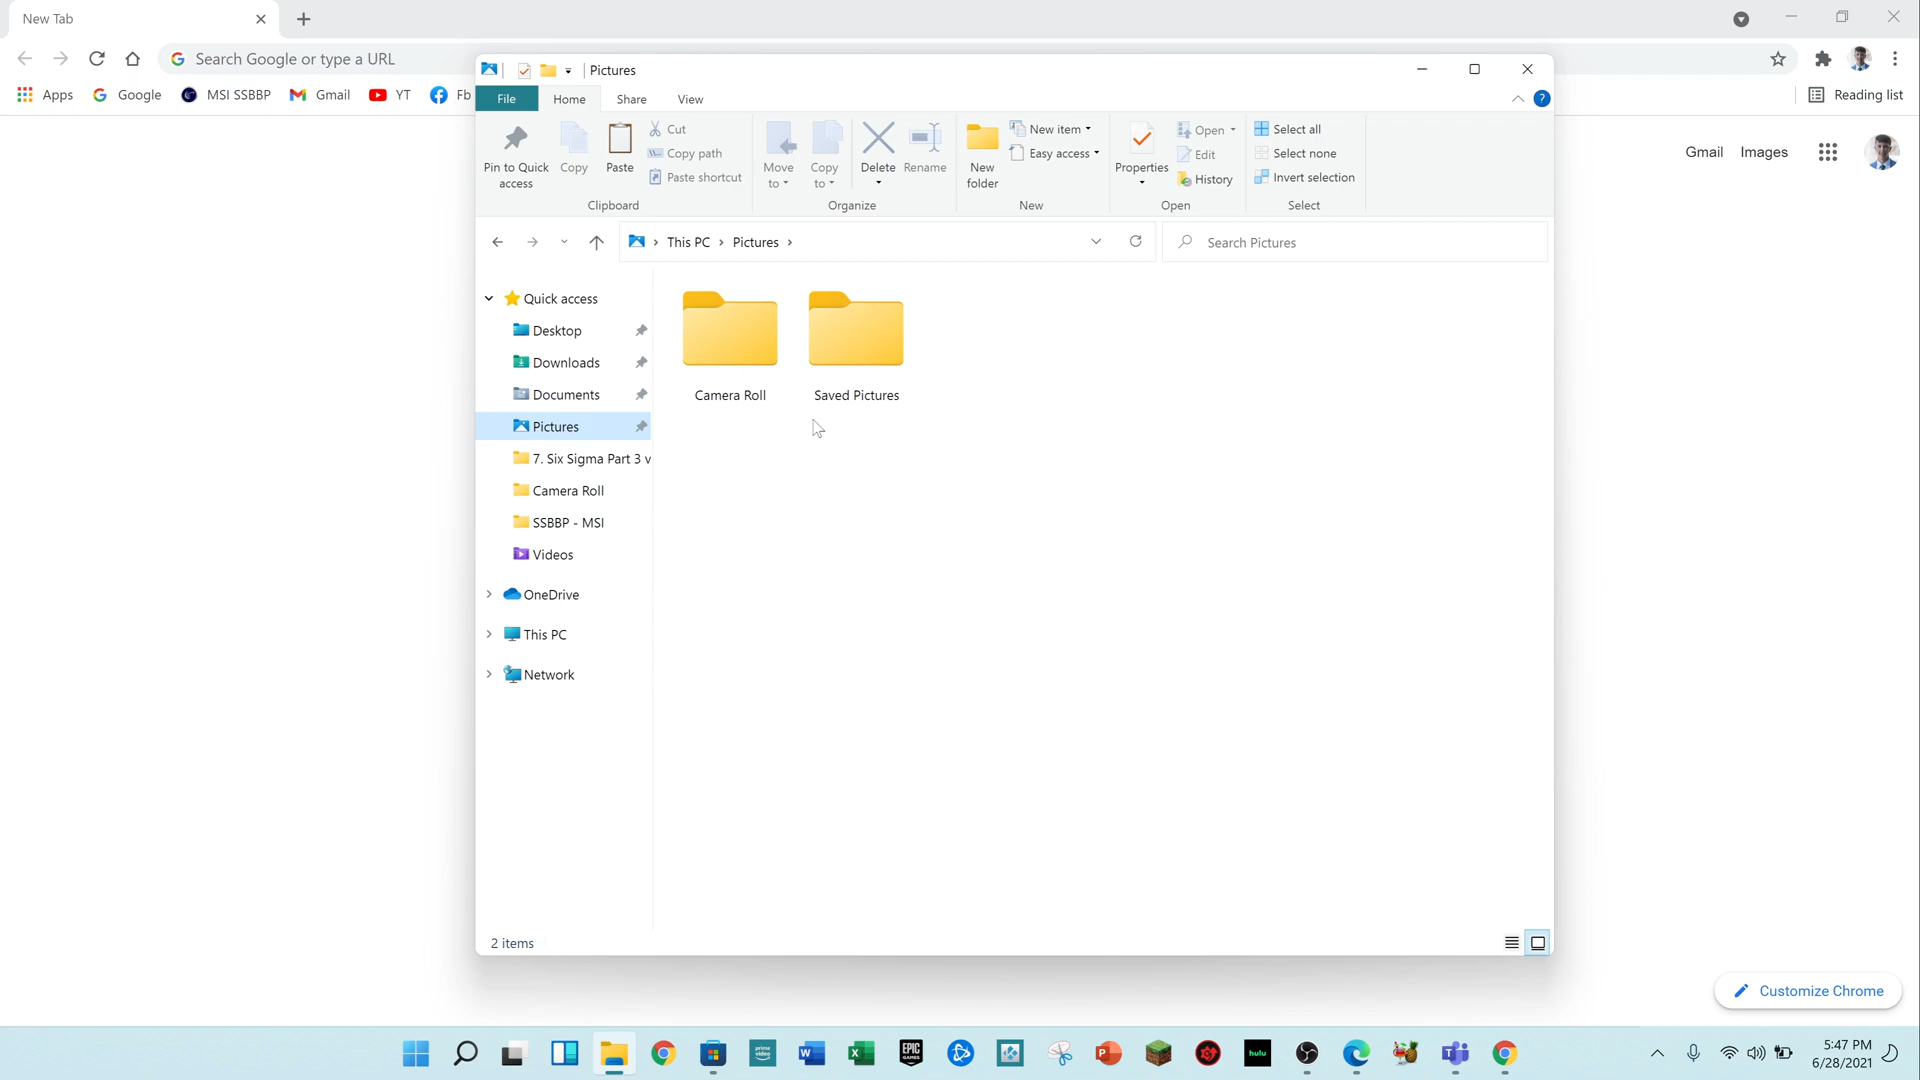 New Tab
Search Google or type a URL
Apps
Google
MSI SSBBP
Gmail
YT
Fb
Reading list
Gmail
Images
Pictures
File
Home
Share
View
Pin to Quick access
Copy
Paste
Cut
Copy path
Paste shortcut
Clipboard
Move to
Copy to
Delete
Rename
Organize
New folder
New item
Easy access
New
Properties
Open
Edit
History
Open
Select all
Select none
Invert selection
Select
This PC
Pictures
Search Pictures
Quick access
Desktop
Downloads
Documents
Pictures
7. Six Sigma Part 3 v
Camera Roll
SSBBP - MSI
Videos
OneDrive
This PC
Network
Camera Roll
Saved Pictures
2 items
Customize Chrome
prime video
EPIC GAMES
hulu
5:47 PM
6/28/2021